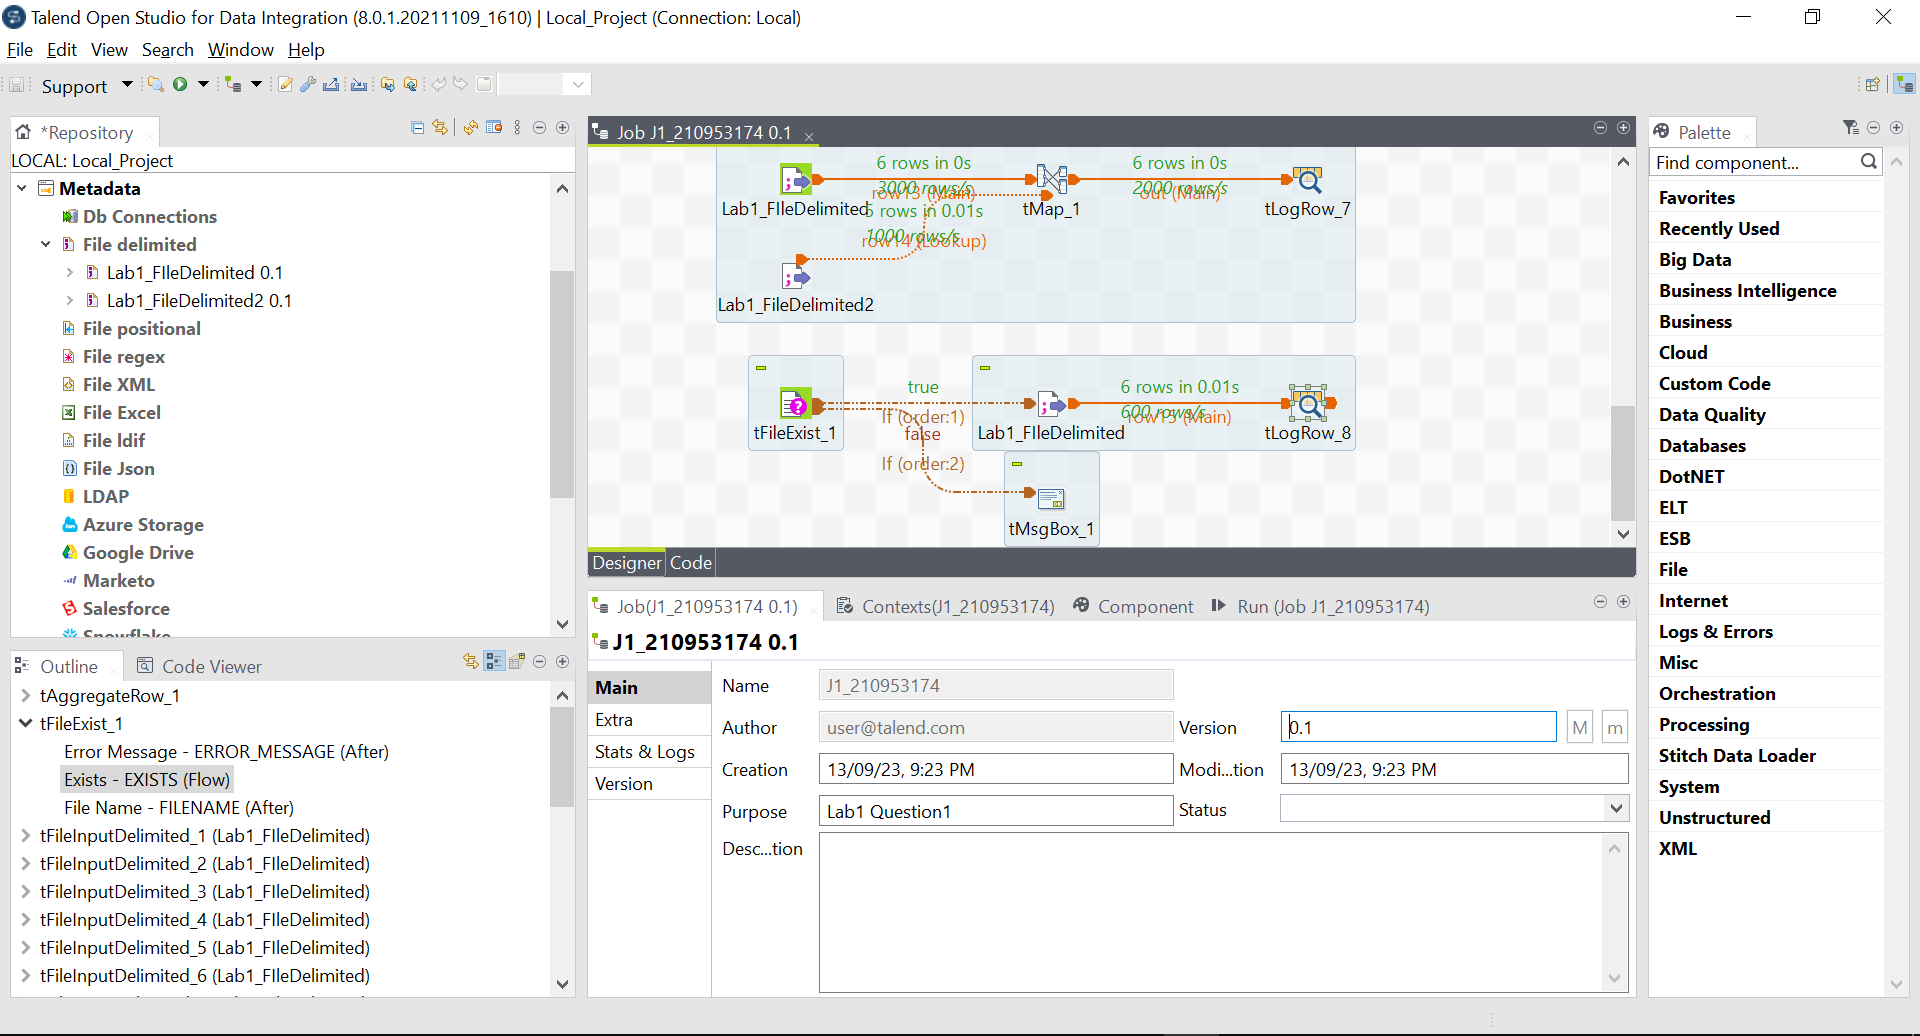 Talend Open Studio for Data Integration (8.0.1.20211109_1610) | Local_Project (Connection: Local)
File Edit View Search Window Help
Support
*Repository
LOCAL: Local_Project
Metadata
Db Connections
File delimited
Lab1_FIleDelimited 0.1
Lab1_FileDelimited2 0.1
File positional
File regex
File XML
File Excel
File ldif
File Json
LDAP
Azure Storage
Google Drive
Marketo
Salesforce
Snowflake
Outline Code Viewer
tAggregateRow_1
tFileExist_1
Error Message - ERROR_MESSAGE (After)
Exists - EXISTS (Flow)
File Name - FILENAME (After)
tFileInputDelimited_1 (Lab1_FIleDelimited)
tFileInputDelimited_2 (Lab1_FIleDelimited)
tFileInputDelimited_3 (Lab1_FIleDelimited)
tFileInputDelimited_4 (Lab1_FIleDelimited)
tFileInputDelimited_5 (Lab1_FIleDelimited)
tFileInputDelimited_6 (Lab1_FIleDelimited)
Job J1_210953174 0.1
6 rows in 0s
3000 rows/s
row13 (Main)
6 rows in 0s
2000 rows/s
out (Main)
Lab1_FIleDelimited
tMap_1
tLogRow_7
5 rows in 0.01s
1000 rows/s
row14 (Lookup)
Lab1_FileDelimited2
true
If (order:1)
false
If (order:2)
6 rows in 0.01s
600 rows/s
row15 (Main)
tFileExist_1
Lab1_FIleDelimited
tLogRow_8
tMsgBox_1
Designer Code
Job(J1_210953174 0.1) Contexts(J1_210953174) Component Run (Job J1_210953174)
J1_210953174 0.1
Main
Extra
Stats & Logs
Version
Name J1_210953174
Author user@talend.com Version 0.1 M m
Creation 13/09/23, 9:23 PM Modi...tion 13/09/23, 9:23 PM
Purpose Lab1 Question1 Status
Desc...tion
Palette
Find component...
Favorites
Recently Used
Big Data
Business Intelligence
Business
Cloud
Custom Code
Data Quality
Databases
DotNET
ELT
ESB
File
Internet
Logs & Errors
Misc
Orchestration
Processing
Stitch Data Loader
System
Unstructured
XML